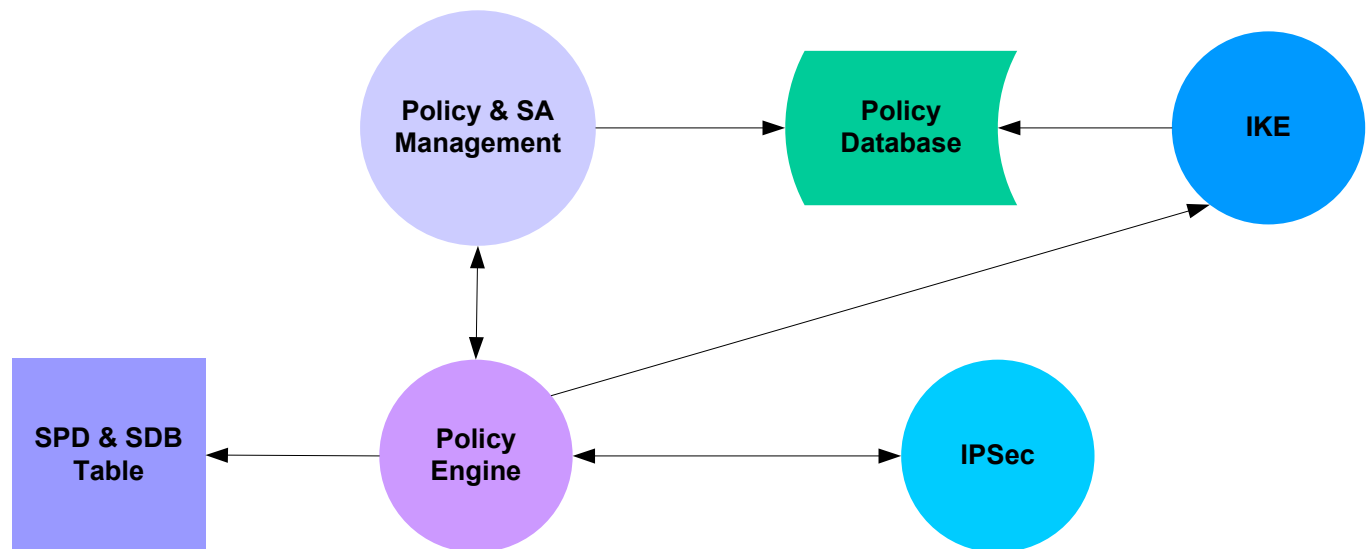 Policy & SA
Management
Policy
Database
IKE
SPD & SDB
Table
Policy
Engine
IPSec